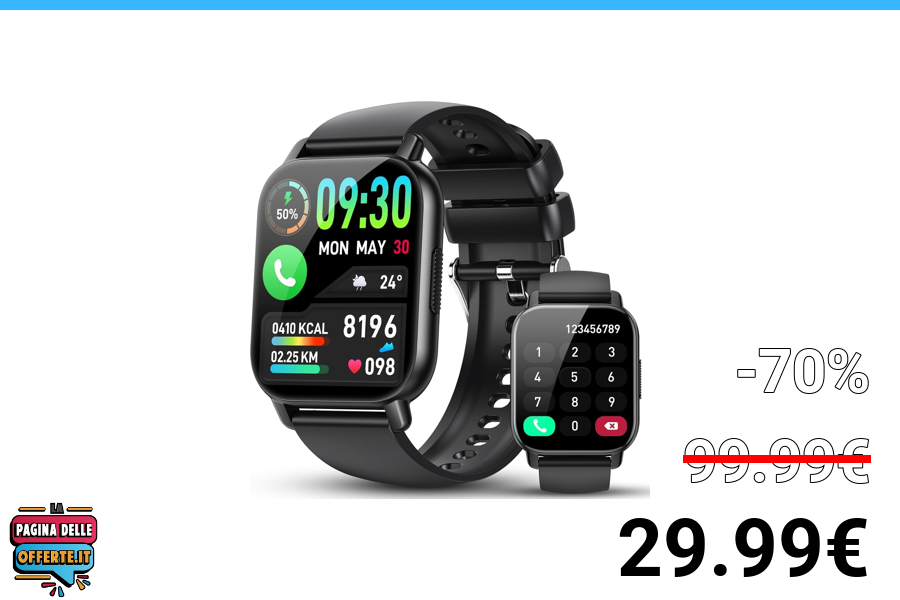 09:30
50%
MON MAY 30
24°
0410 KCAL
8196
02.25 KM
098
123456789
1 2 3
4 5 6
7 8 9
0
-70%
99.99€
29.99€
LA
PAGINA DELLE
OFFERTE.IT